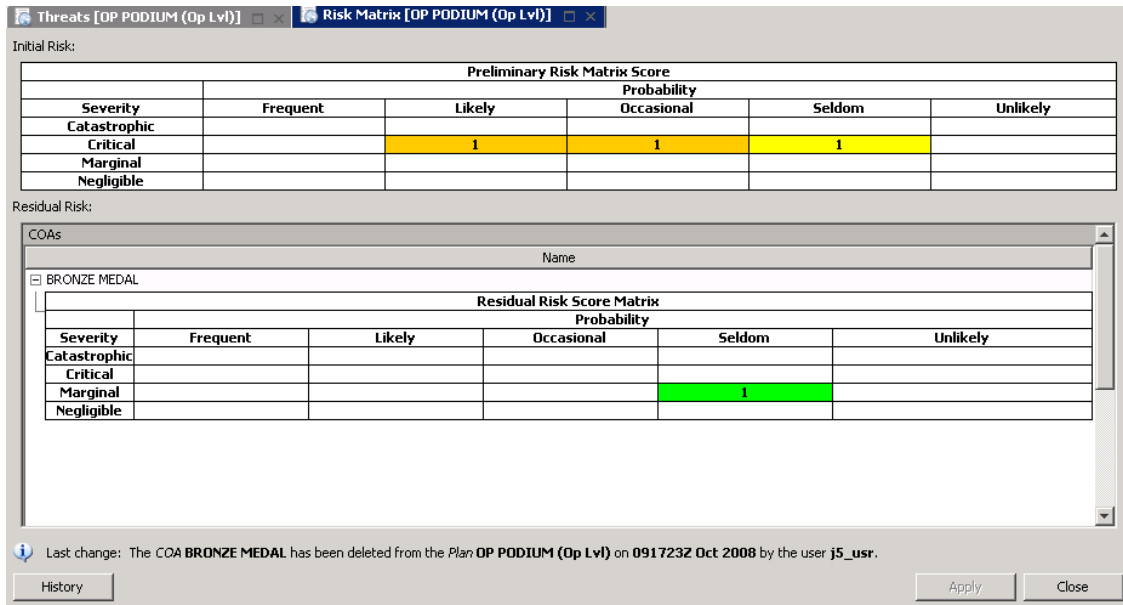 Threats [OP PODIUM (Op Lvl)] Risk Matrix [OP PODIUM (Op Lvl)]
Initial Risk:
Preliminary Risk Matrix Score
Probability
Severity Frequent Likely Occasional Seldom Unlikely
Catastrophic
Critical 1 1 1
Marginal
Negligible
Residual Risk:
COAs
Name
BRONZE MEDAL
Residual Risk Score Matrix
Probability
Severity Frequent Likely Occasional Seldom Unlikely
Catastrophic
Critical
Marginal 1
Negligible
Last change: The COA BRONZE MEDAL has been deleted from the Plan OP PODIUM (Op Lvl) on 091723Z Oct 2008 by the user j5_usr.
History Apply Close